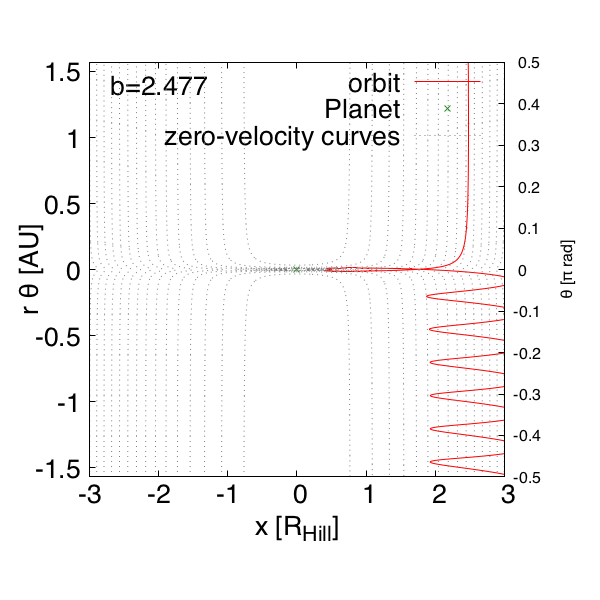 b=2.477
orbit
Planet
zero-velocity curves
1.5
1
0.5
0
-0.5
-1
-1.5
r θ [AU]
0.5
0.4
0.3
0.2
0.1
0
-0.1
-0.2
-0.3
-0.4
-0.5
θ [π rad]
-3 -2 -1 0 1 2 3
x [RHill]